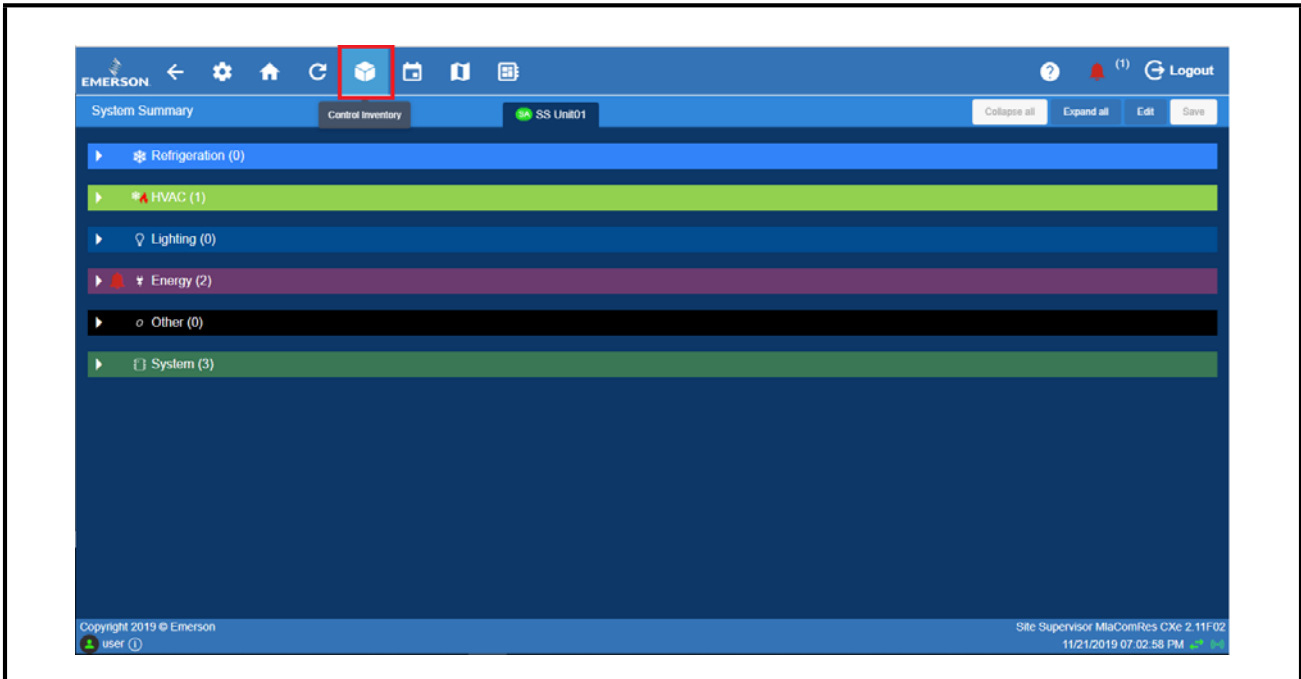 EMERSON
(1)
Logout
System Summary
Control Inventory
SA SS Unit01
Collapse all
Expand all
Edit
Save
Refrigeration (0)
HVAC (1)
Lighting (0)
Energy (2)
Other (0)
System (3)
Copyright 2019 © Emerson
Site Supervisor MlaComRes CXe 2.11F02
user
11/21/2019 07.02.58 PM